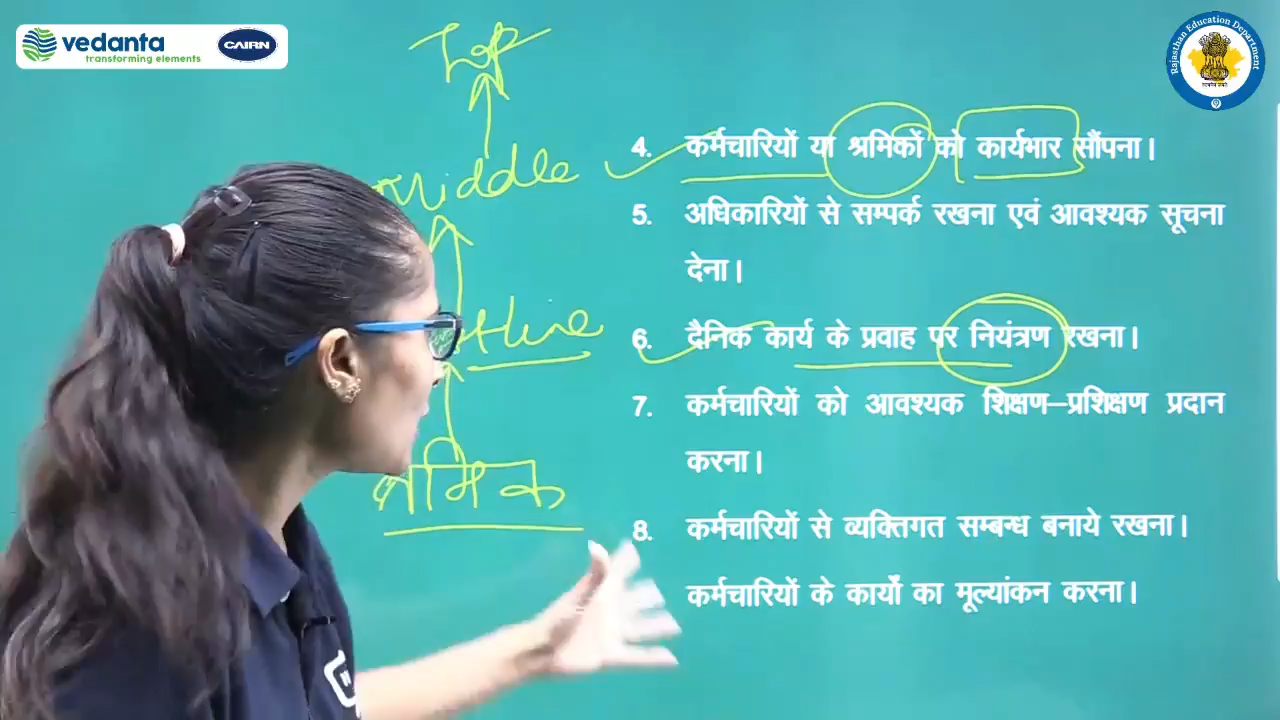 vedanta
transforming elements
CAIRN
Rajasthan Education Department
Top
Middle
श्रमिक
4. कर्मचारियों या श्रमिकों को कार्यभार सौंपना।
5. अधिकारियों से सम्पर्क रखना एवं आवश्यक सूचना
देना।
6. दैनिक कार्य के प्रवाह पर नियंत्रण रखना।
7. कर्मचारियों को आवश्यक शिक्षण–प्रशिक्षण प्रदान
करना।
8. कर्मचारियों से व्यक्तिगत सम्बन्ध बनाये रखना।
कर्मचारियों के कार्यों का मूल्यांकन करना।